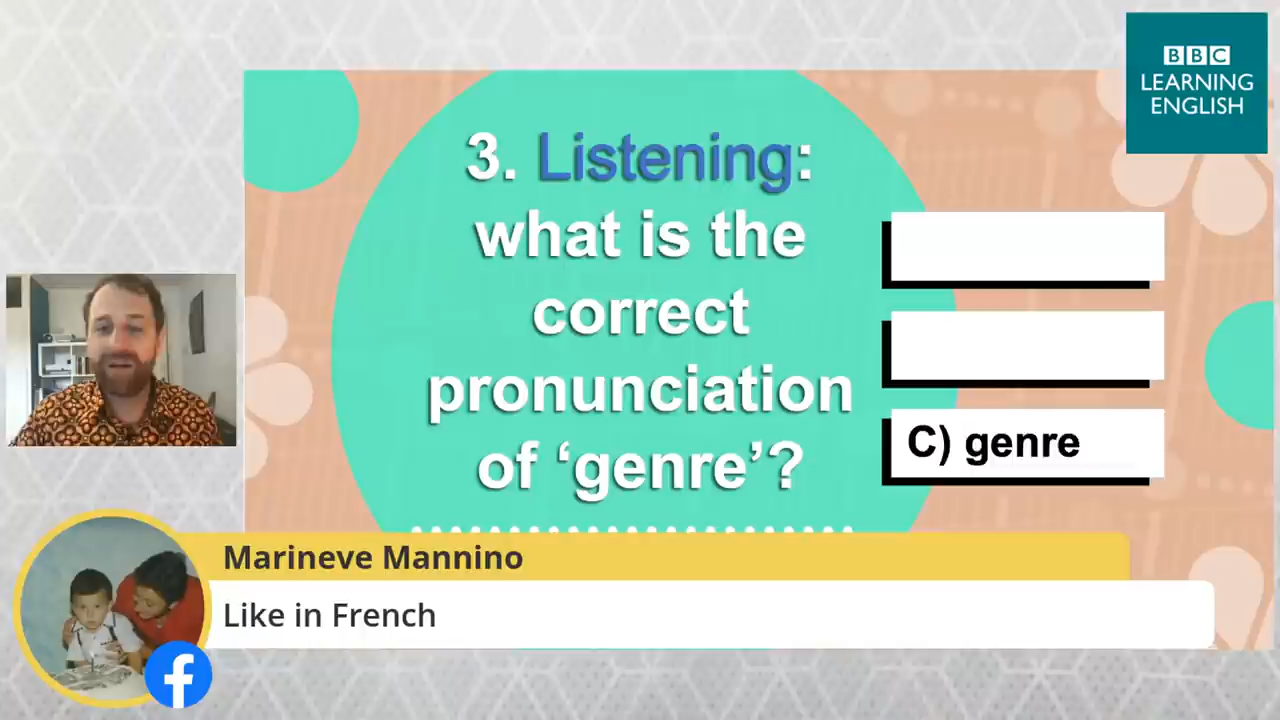 BBC
LEARNING
ENGLISH
3. Listening:
what is the
correct
pronunciation
of ‘genre’?
C) genre
Marineve Mannino
Like in French